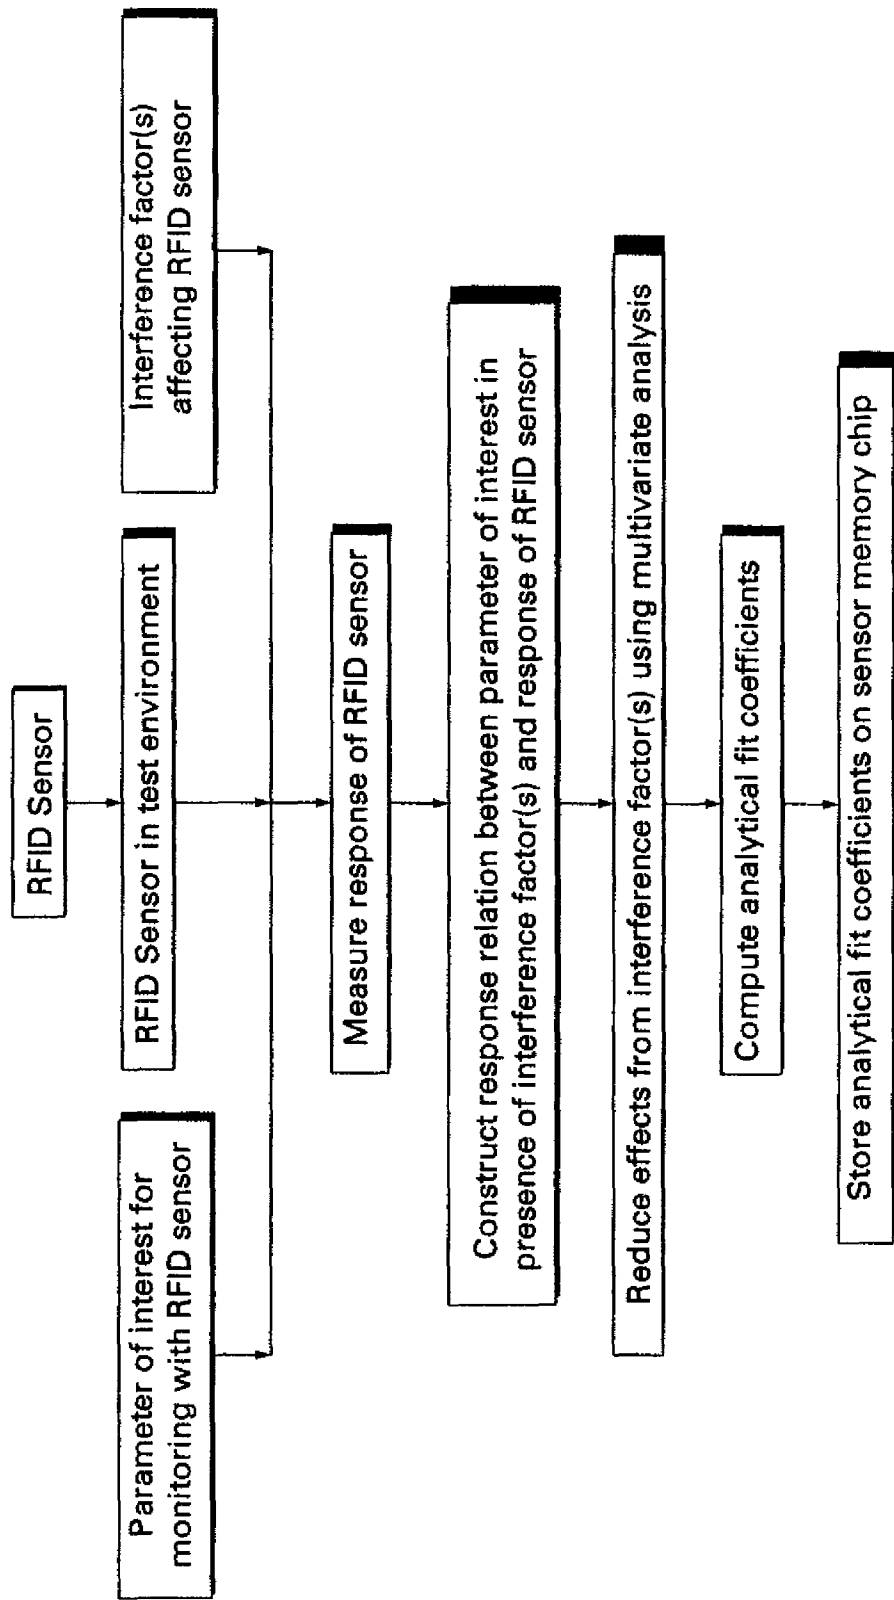 RFID Sensor
Parameter of interest for
monitoring with RFID sensor
RFID Sensor in test environment
Interference factor(s)
affecting RFID sensor
Measure response of RFID sensor
Construct response relation between parameter of interest in
presence of interference factor(s) and response of RFID sensor
Reduce effects from interference factor(s) using multivariate analysis
Compute analytical fit coefficients
Store analytical fit coefficients on sensor memory chip